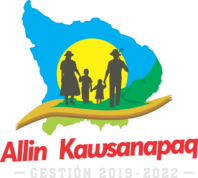 Allin Kawsanapaq
— GESTIÓN 2019-2022 —